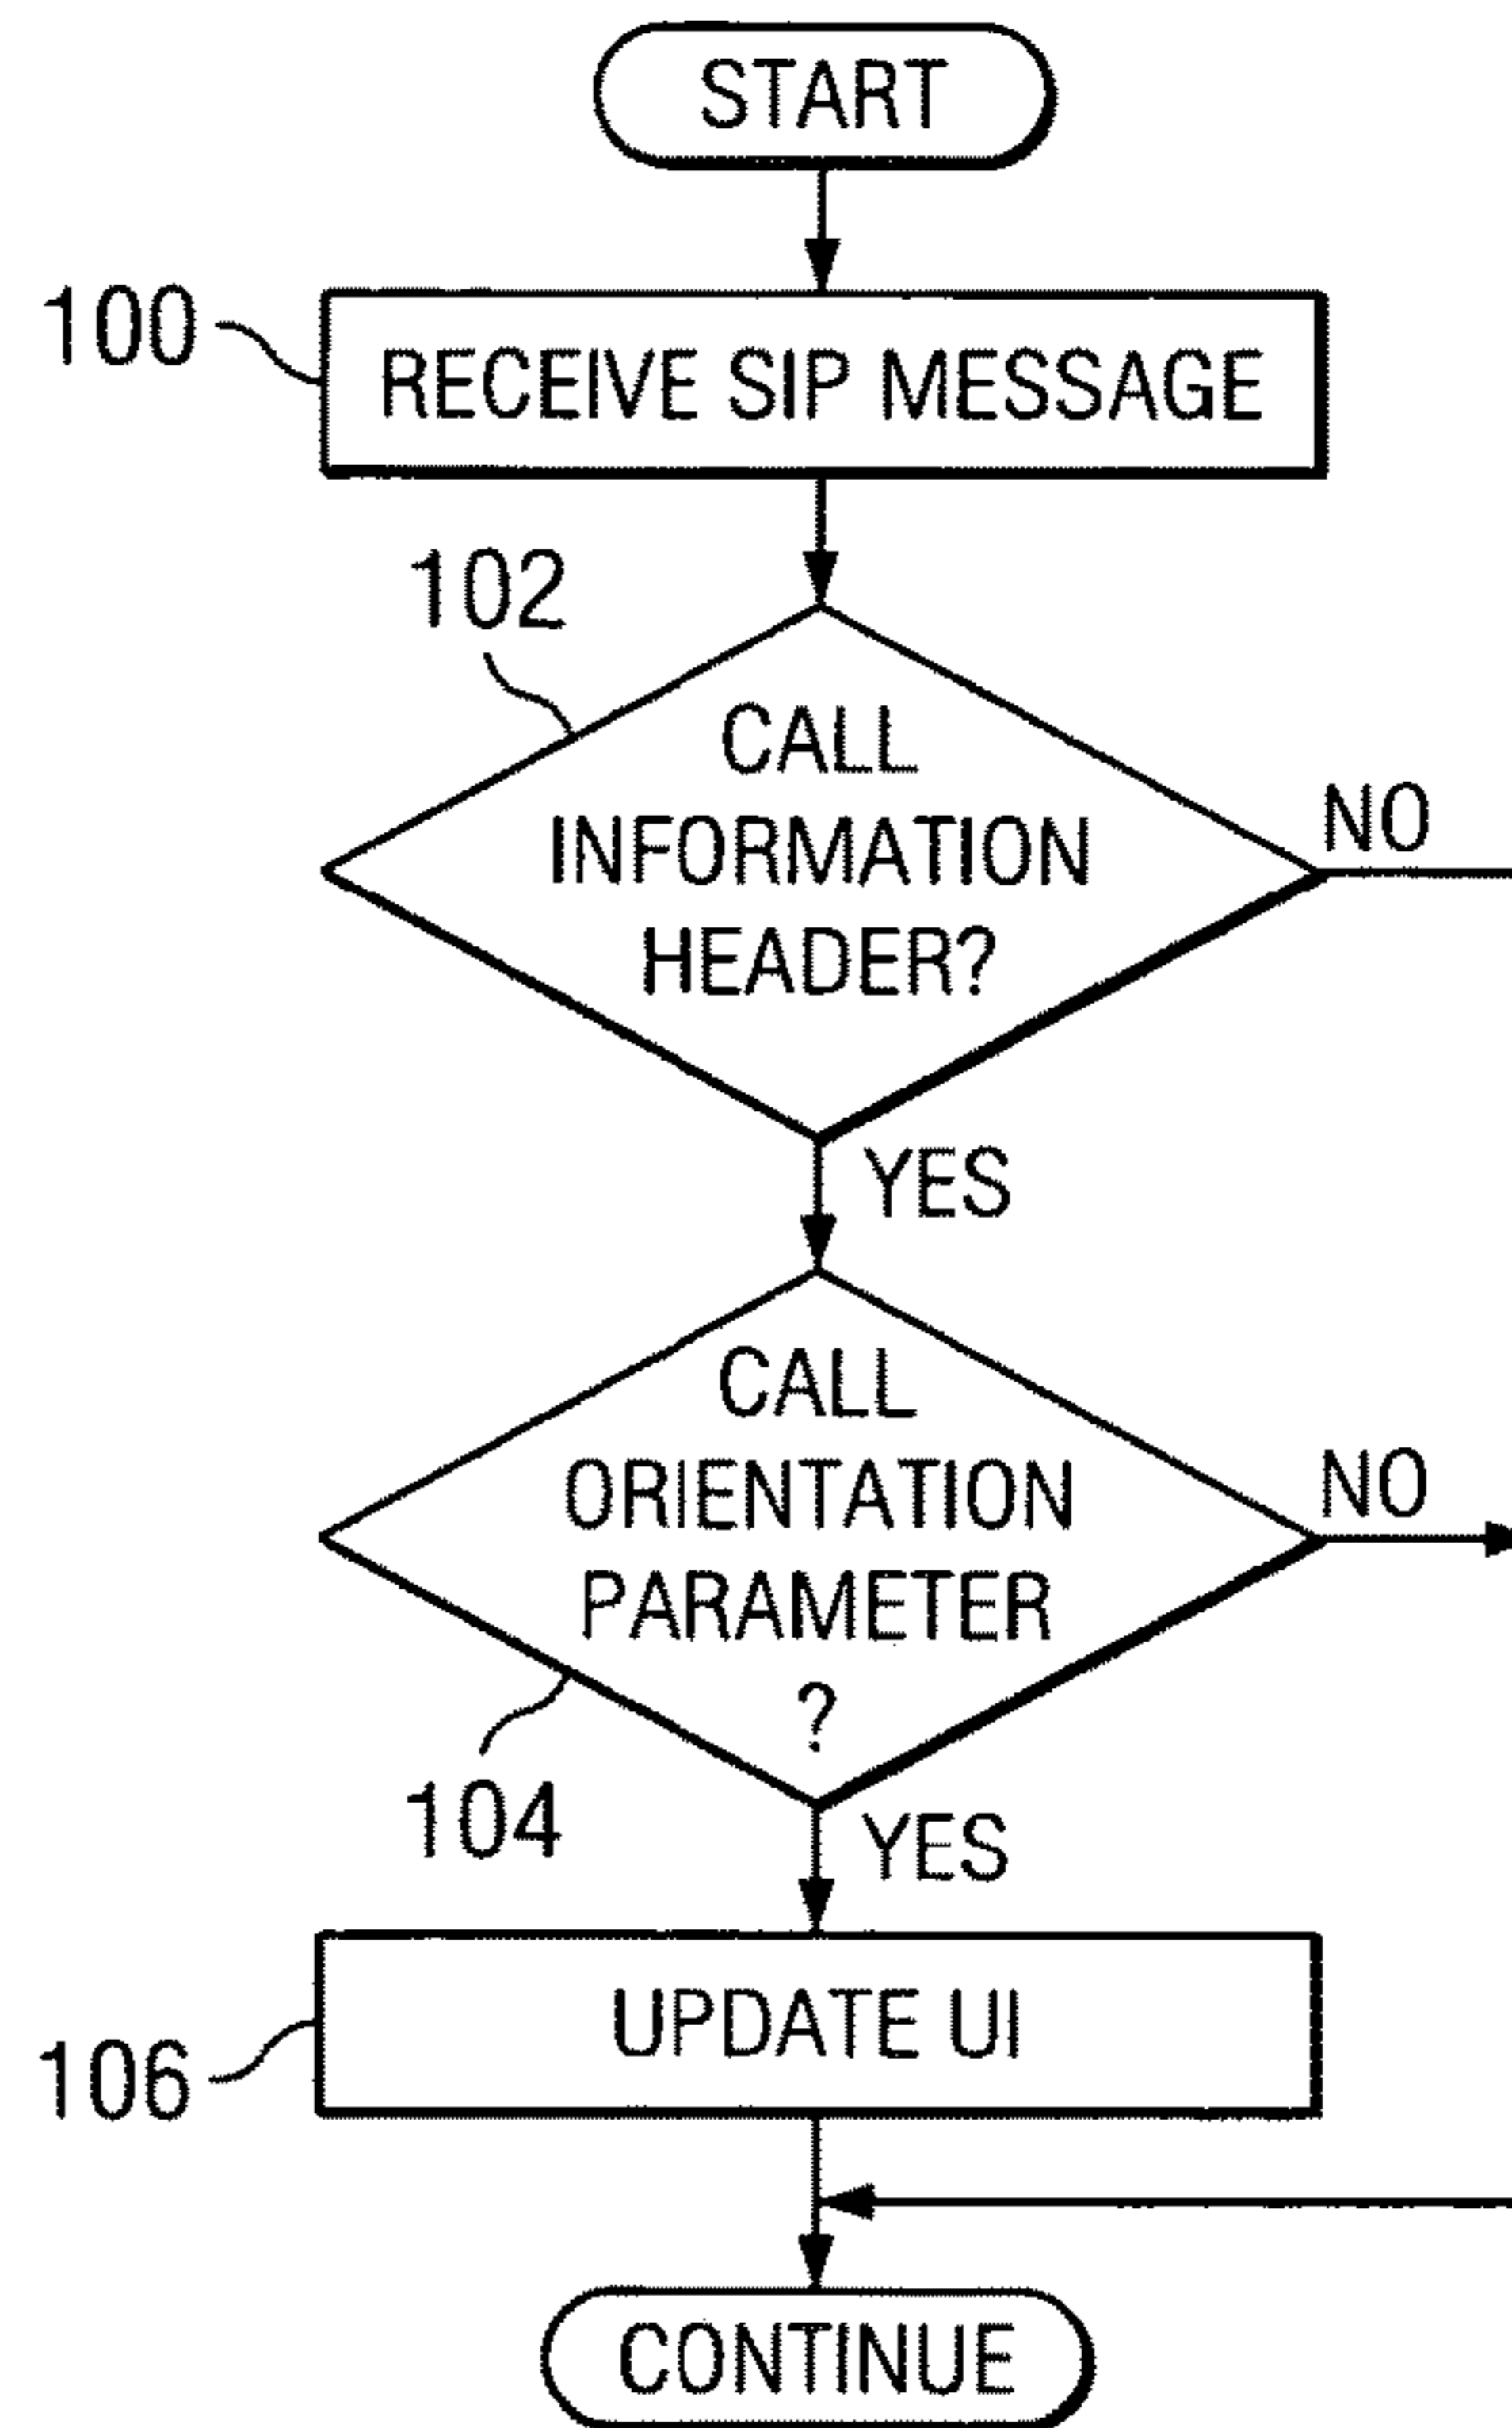 START
100
RECEIVE SIP MESSAGE
102
CALL
INFORMATION
HEADER?
NO
YES
CALL
ORIENTATION
PARAMETER
?
NO
104
YES
UPDATE UI
106
CONTINUE